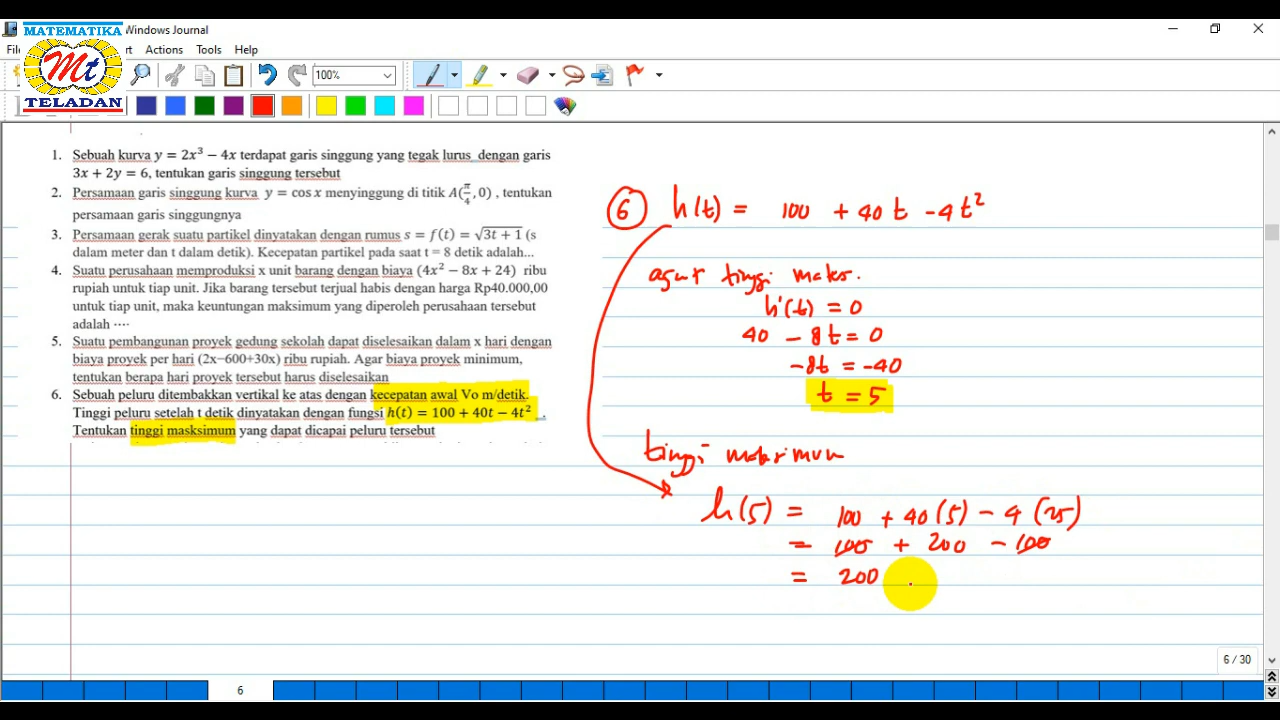 MATEMATIKA
Mt
TELADAN
Windows Journal
Actions Tools Help
100%
1. Sebuah kurva y = 2x³ − 4x terdapat garis singgung yang tegak lurus dengan garis
3x + 2y = 6, tentukan garis singgung tersebut
2. Persamaan garis singgung kurva y = cos x menyinggung di titik A(π/4, 0) , tentukan
persamaan garis singgungnya
3. Persamaan gerak suatu partikel dinyatakan dengan rumus s = f(t) = √3t + 1 (s
dalam meter dan t dalam detik). Kecepatan partikel pada saat t = 8 detik adalah...
4. Suatu perusahaan memproduksi x unit barang dengan biaya (4x² − 8x + 24) ribu
rupiah untuk tiap unit. Jika barang tersebut terjual habis dengan harga Rp40.000,00
untuk tiap unit, maka keuntungan maksimum yang diperoleh perusahaan tersebut
adalah ....
5. Suatu pembangunan proyek gedung sekolah dapat diselesaikan dalam x hari dengan
biaya proyek per hari (2x−600+30x) ribu rupiah. Agar biaya proyek minimum,
tentukan berapa hari proyek tersebut harus diselesaikan
6. Sebuah peluru ditembakkan vertikal ke atas dengan kecepatan awal Vo m/detik.
Tinggi peluru setelah t detik dinyatakan dengan fungsi h(t) = 100 + 40t − 4t² .
Tentukan tinggi masksimum yang dapat dicapai peluru tersebut
6 h(t) = 100 + 40t - 4t²
agar tinggi maks.
h'(t) = 0
40 - 8t = 0
-8t = -40
t = 5
tinggi maksimum
h(5) = 100 + 40(5) - 4(25)
= 100 + 200 - 100
= 200
6 / 30
6